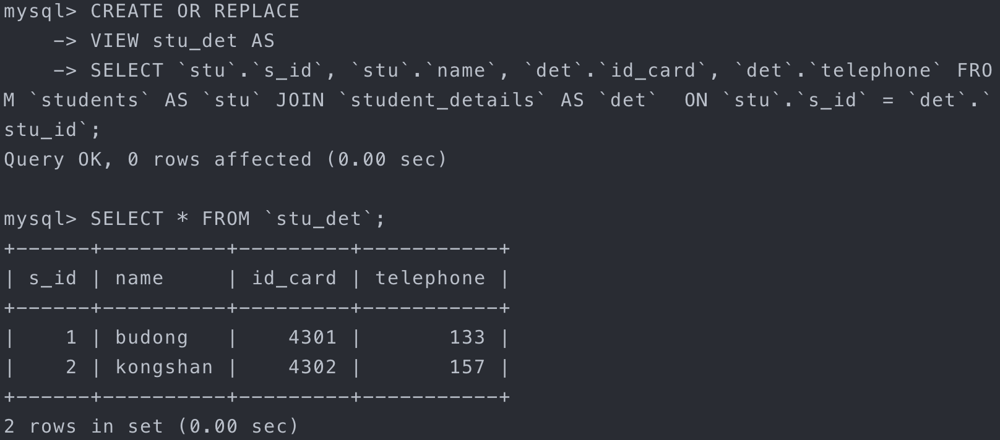 mysql> CREATE OR REPLACE
    -> VIEW stu_det AS
    -> SELECT `stu`.`s_id`, `stu`.`name`, `det`.`id_card`, `det`.`telephone` FRO
M `students` AS `stu` JOIN `student_details` AS `det`  ON `stu`.`s_id` = `det`.`
stu_id`;
Query OK, 0 rows affected (0.00 sec)

mysql> SELECT * FROM `stu_det`;
+------+----------+---------+-----------+
| s_id | name     | id_card | telephone |
+------+----------+---------+-----------+
|    1 | budong   |    4301 |       133 |
|    2 | kongshan |    4302 |       157 |
+------+----------+---------+-----------+
2 rows in set (0.00 sec)